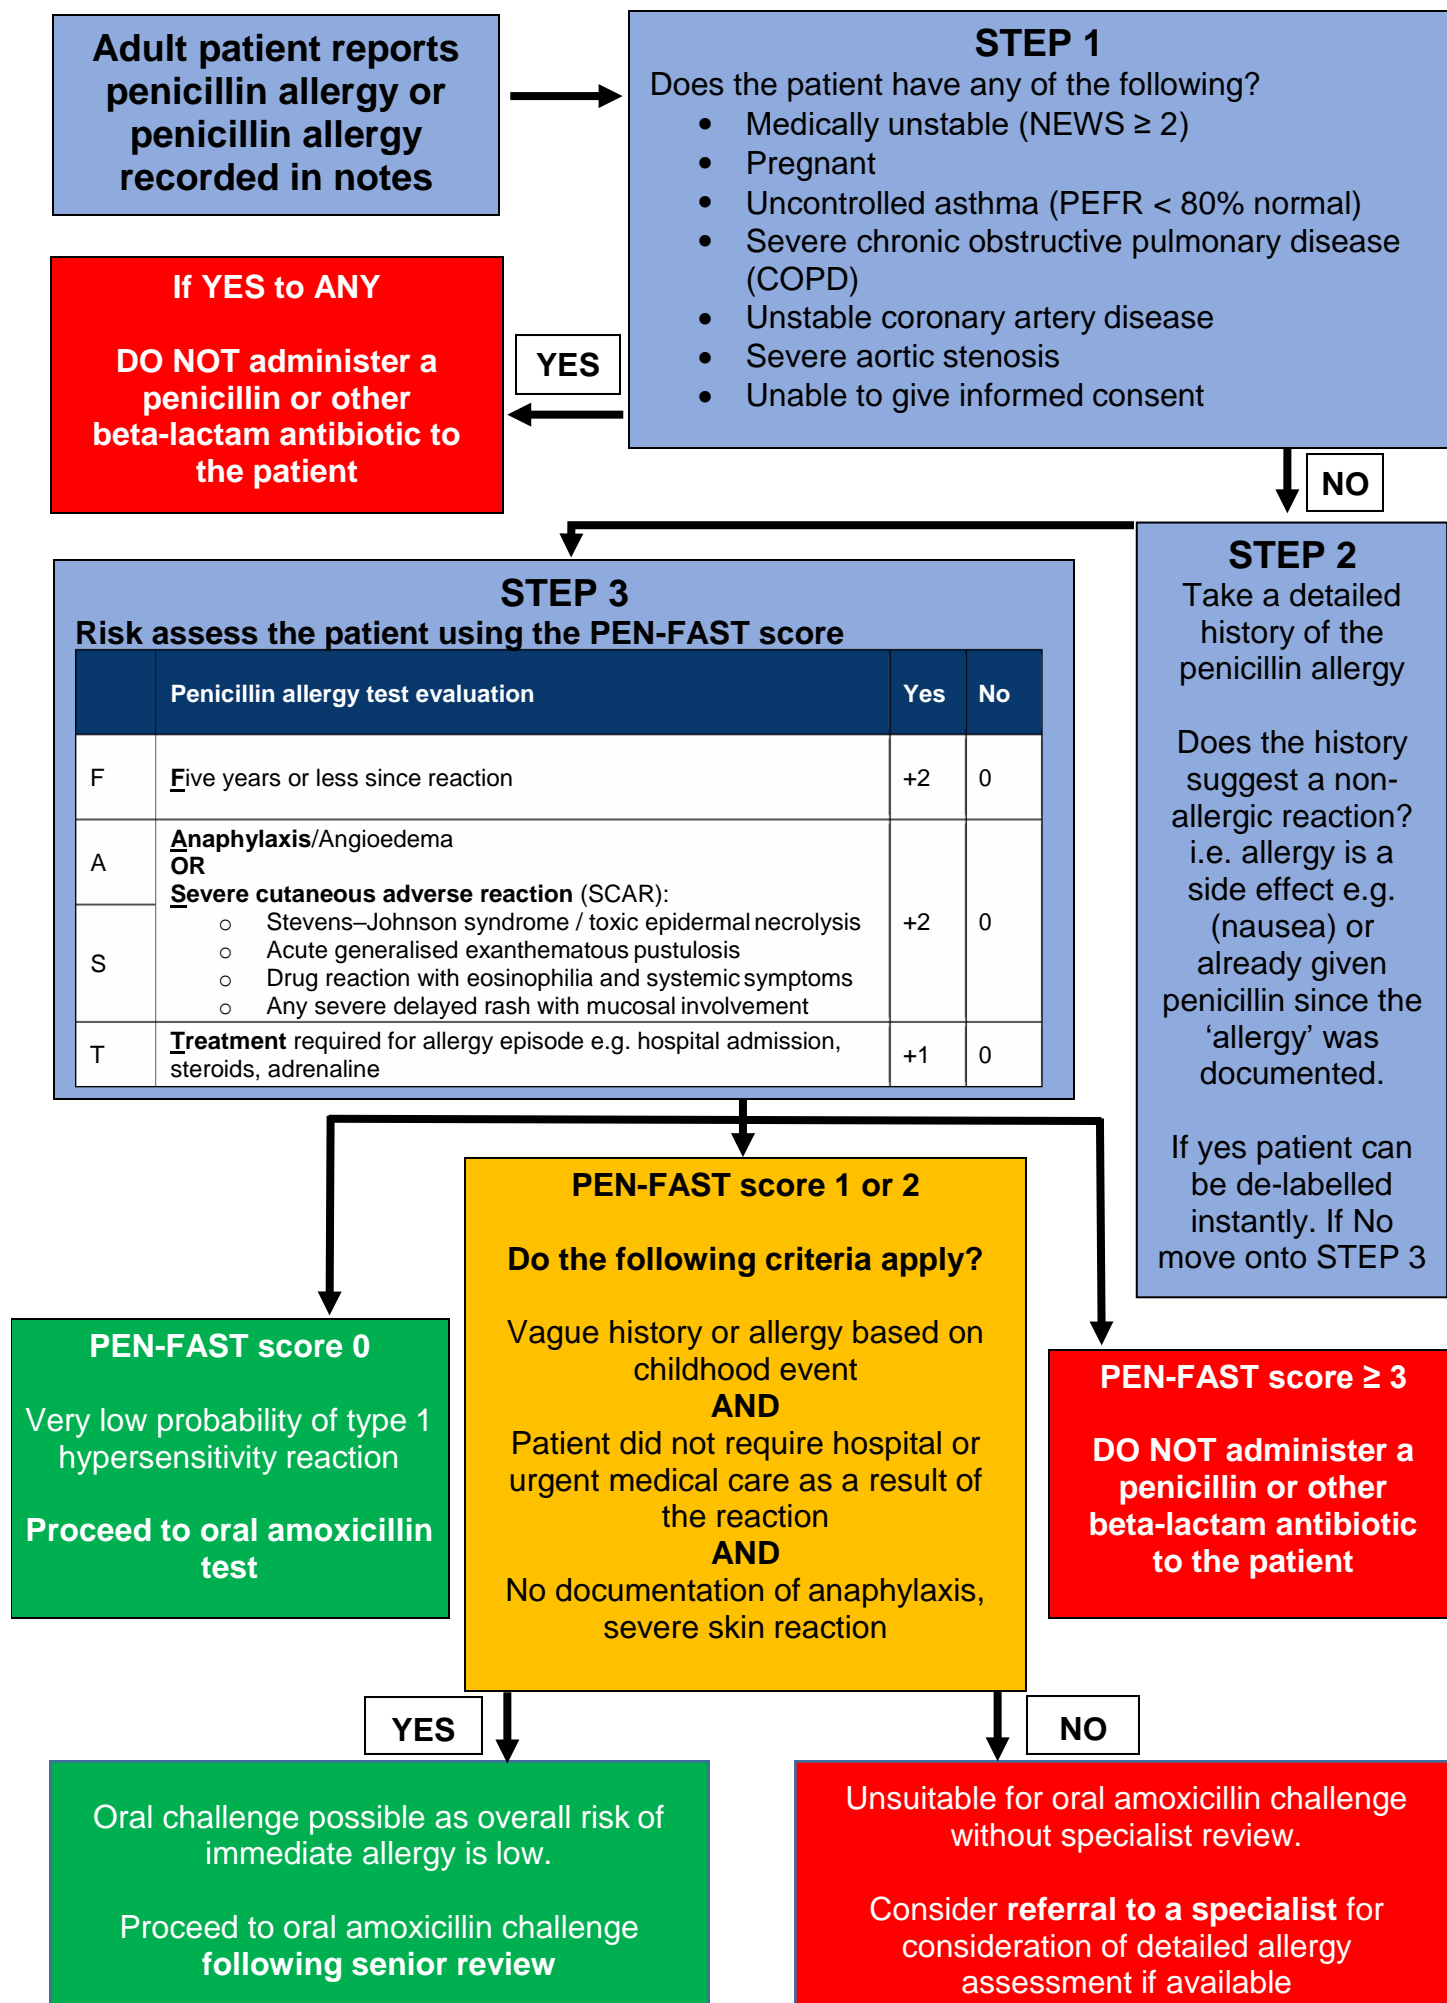 Adult patient reports
penicillin allergy or
penicillin allergy
recorded in notes
STEP 1
Does the patient have any of the following?
• Medically unstable (NEWS ≥ 2)
• Pregnant
• Uncontrolled asthma (PEFR < 80% normal)
• Severe chronic obstructive pulmonary disease
(COPD)
• Unstable coronary artery disease
• Severe aortic stenosis
• Unable to give informed consent
YES
If YES to ANY
DO NOT administer a
penicillin or other
beta-lactam antibiotic to
the patient
NO
STEP 2
Take a detailed
history of the
penicillin allergy
Does the history
suggest a non-
allergic reaction?
i.e. allergy is a
side effect e.g.
(nausea) or
already given
penicillin since the
‘allergy’ was
documented.
If yes patient can
be de-labelled
instantly. If No
move onto STEP 3
STEP 3
Risk assess the patient using the PEN-FAST score
Penicillin allergy test evaluation Yes No
F Five years or less since reaction +2 0
A Anaphylaxis/Angioedema
OR
S Severe cutaneous adverse reaction (SCAR):
o Stevens–Johnson syndrome / toxic epidermal necrolysis +2 0
o Acute generalised exanthematous pustulosis
o Drug reaction with eosinophilia and systemic symptoms
o Any severe delayed rash with mucosal involvement
T Treatment required for allergy episode e.g. hospital admission, +1 0
steroids, adrenaline
PEN-FAST score 0
Very low probability of type 1
hypersensitivity reaction
Proceed to oral amoxicillin
test
PEN-FAST score 1 or 2
Do the following criteria apply?
Vague history or allergy based on
childhood event
AND
Patient did not require hospital or
urgent medical care as a result of
the reaction
AND
No documentation of anaphylaxis,
severe skin reaction
PEN-FAST score ≥ 3
DO NOT administer a
penicillin or other
beta-lactam antibiotic
to the patient
YES
Oral challenge possible as overall risk of
immediate allergy is low.
Proceed to oral amoxicillin challenge
following senior review
NO
Unsuitable for oral amoxicillin challenge
without specialist review.
Consider referral to a specialist for
consideration of detailed allergy
assessment if available